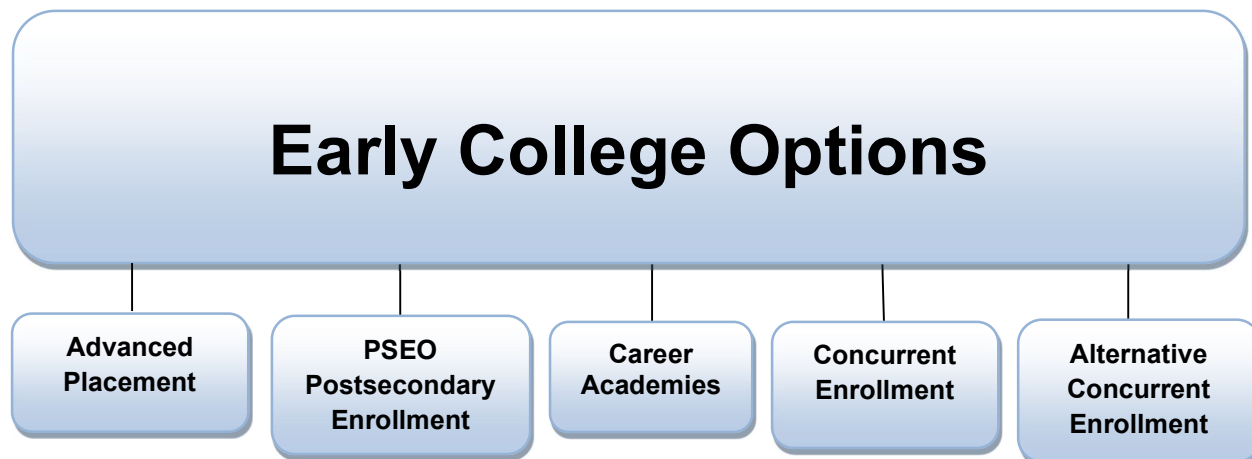 Early College Options
Advanced
Placement
PSEO
Postsecondary
Enrollment
Career
Academies
Concurrent
Enrollment
Alternative
Concurrent
Enrollment